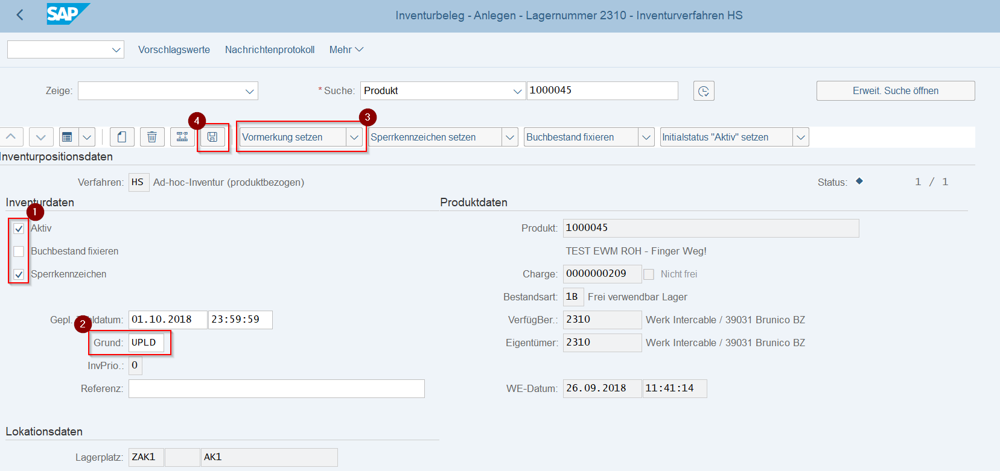 SAP
Inventurbeleg - Anlegen - Lagernummer 2310 - Inventurverfahren HS
Vorschlagswerte Nachrichtenprotokoll Mehr
Zeige: * Suche: Produkt 1000045 Erweit. Suche öffnen
4 3
Vormerkung setzen Sperrkennzeichen setzen Buchbestand fixieren Initialstatus "Aktiv" setzen
Inventurpositionsdaten
Verfahren: HS Ad-hoc-Inventur (produktbezogen) Status: 1 / 1
Inventurdaten Produktdaten
1
Aktiv Produkt: 1000045
Buchbestand fixieren TEST EWM ROH - Finger Weg!
Sperrkennzeichen Charge: 0000000209 Nicht frei
Bestandsart: 1B Frei verwendbar Lager
Gepl. hldatum: 01.10.2018 23:59:59 VerfügBer.: 2310 Werk Intercable / 39031 Brunico BZ
2
Grund: UPLD Eigentümer: 2310 Werk Intercable / 39031 Brunico BZ
InvPrio.: 0
Referenz: WE-Datum: 26.09.2018 11:41:14
Lokationsdaten
Lagerplatz: ZAK1 AK1